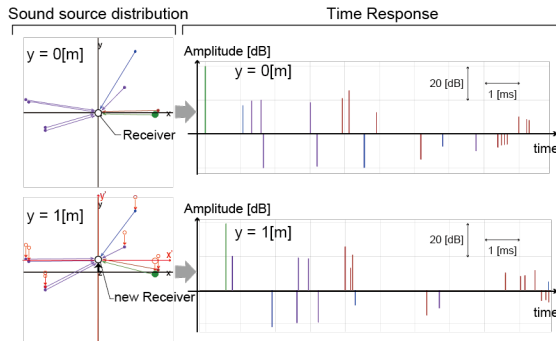 Sound source distribution
Time Response
y
y = 0[m]
x
Receiver
Amplitude [dB]
y = 0[m]
20 [dB]
1 [ms]
time
y'
y
y = 1[m]
x'
x
new Receiver
Amplitude [dB]
y = 1[m]
20 [dB]
1 [ms]
time